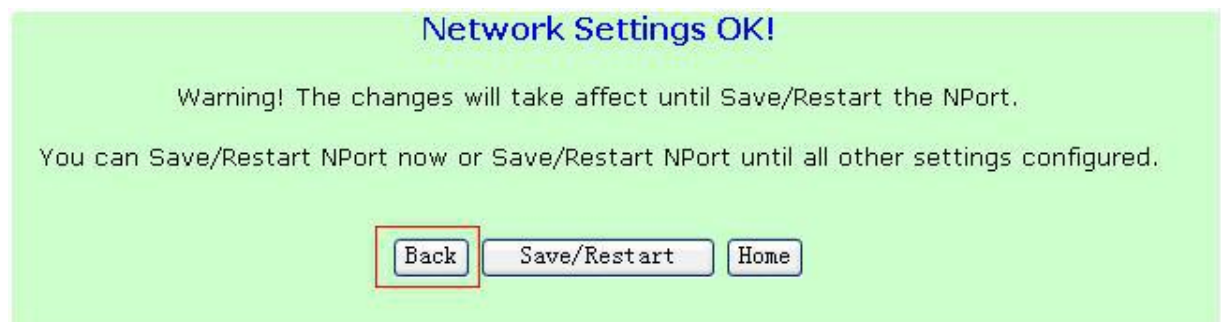 Network Settings OK!
Warning! The changes will take affect until Save/Restart the NPort.
You can Save/Restart NPort now or Save/Restart NPort until all other settings configured.
Back Save/Restart Home